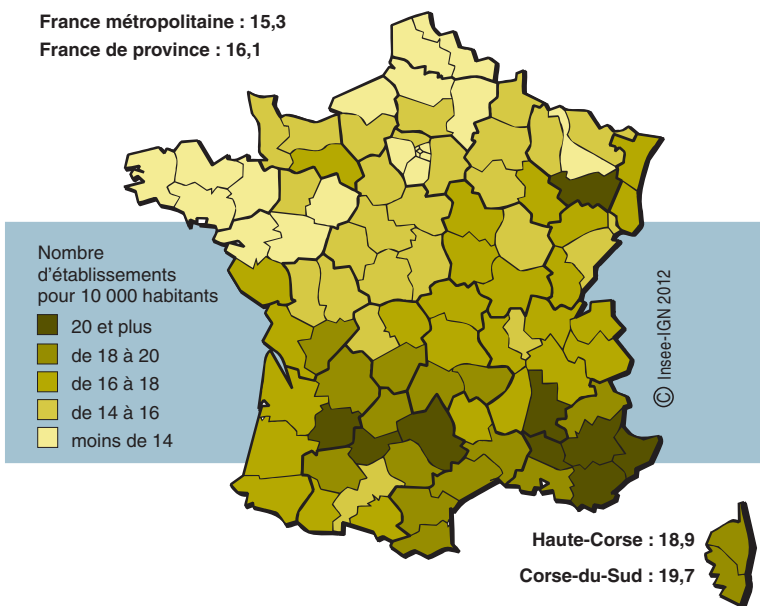 France métropolitaine : 15,3
France de province : 16,1
Nombre
d'établissements
pour 10 000 habitants
20 et plus
de 18 à 20
de 16 à 18
de 14 à 16
moins de 14
© Insee-IGN 2012
Haute-Corse : 18,9
Corse-du-Sud : 19,7